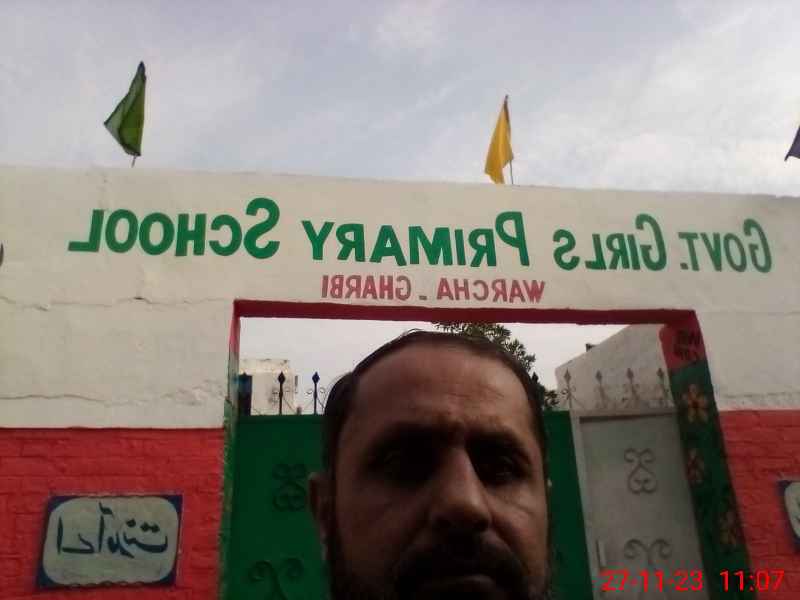 GOVT. GIRLS PRIMARY SCHOOL
WARCHA - GHARBI
27-11-23 11:07